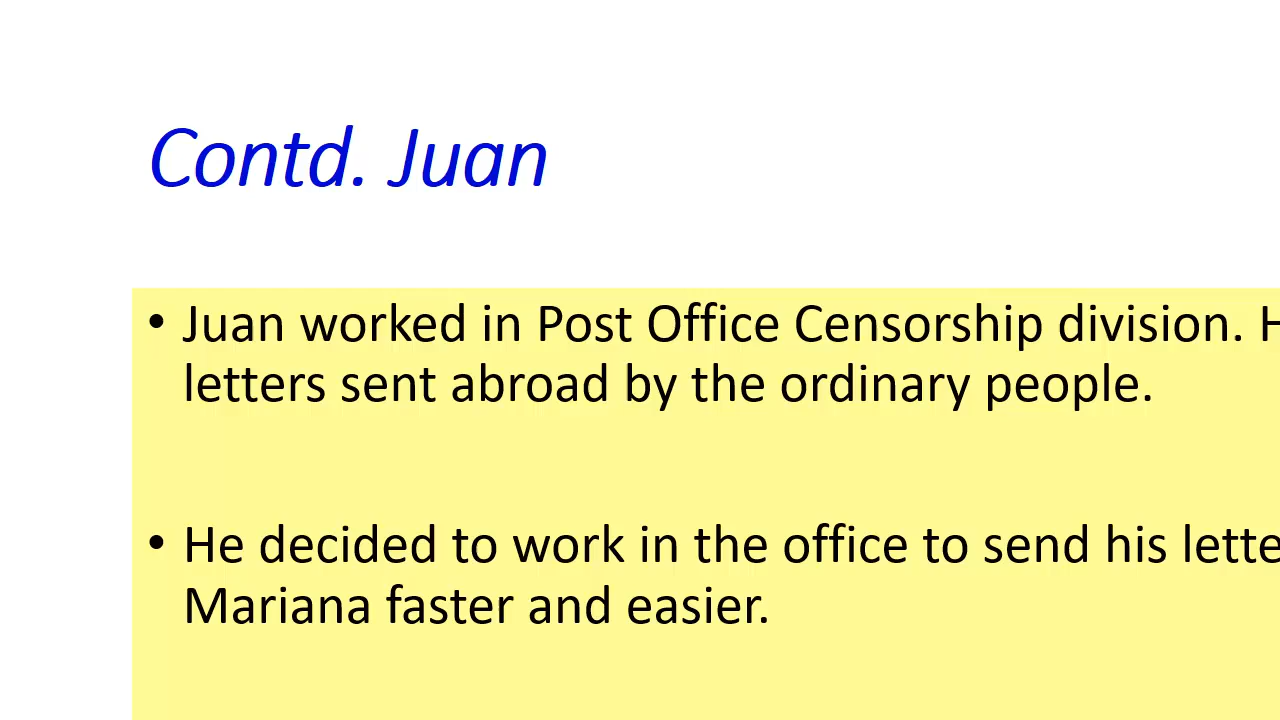 Contd. Juan
• Juan worked in Post Office Censorship division.
letters sent abroad by the ordinary people.
• He decided to work in the office to send his
Mariana faster and easier.